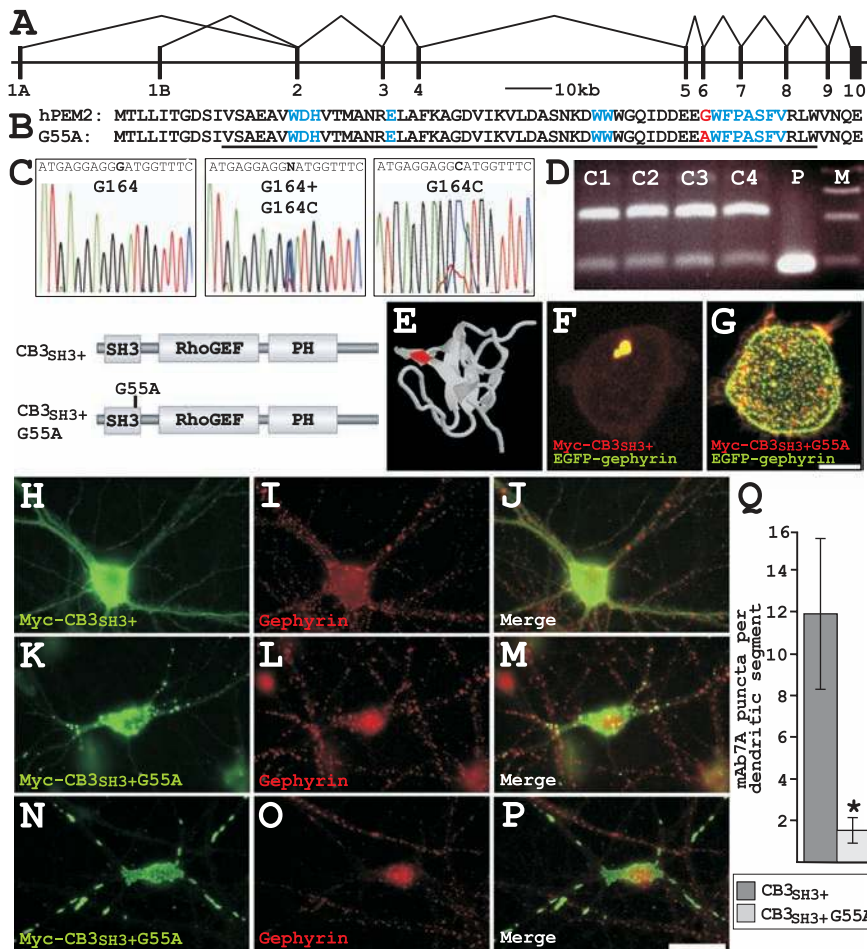 A
1A 1B 2 3 4 10kb 5 6 7 8 9 10
B
hPEM2: MTLLITGDSIVSAEAVWDHVTMANRELAFKAGDVIKVLDASNKDWWWGQIDDEEGWFPASFVRLWVNQE
G55A: MTLLITGDSIVSAEAVWDHVTMANRELAFKAGDVIKVLDASNKDWWWGQIDDEEAWFPASFVRLWVNQE
C
ATGAGGAGGGATGGTTTC
G164
ATGAGGAGGNATGGTTTC
G164+
G164C
ATGAGGAGGCATGGTTTC
G164C
D
C1 C2 C3 C4 P M
CB3SH3+
SH3 RhoGEF PH
G55A
CB3SH3+
G55A
SH3 RhoGEF PH
E
F
Myc-CB3SH3+
EGFP-gephyrin
G
Myc-CB3SH3+G55A
EGFP-gephyrin
H
Myc-CB3SH3+
I
Gephyrin
J
Merge
K
Myc-CB3SH3+G55A
L
Gephyrin
M
Merge
N
Myc-CB3SH3+G55A
O
Gephyrin
P
Merge
Q
mAb7A puncta per
dendritic segment
16
14
12
10
8
6
4
2
*
CB3SH3+
CB3SH3+G55A